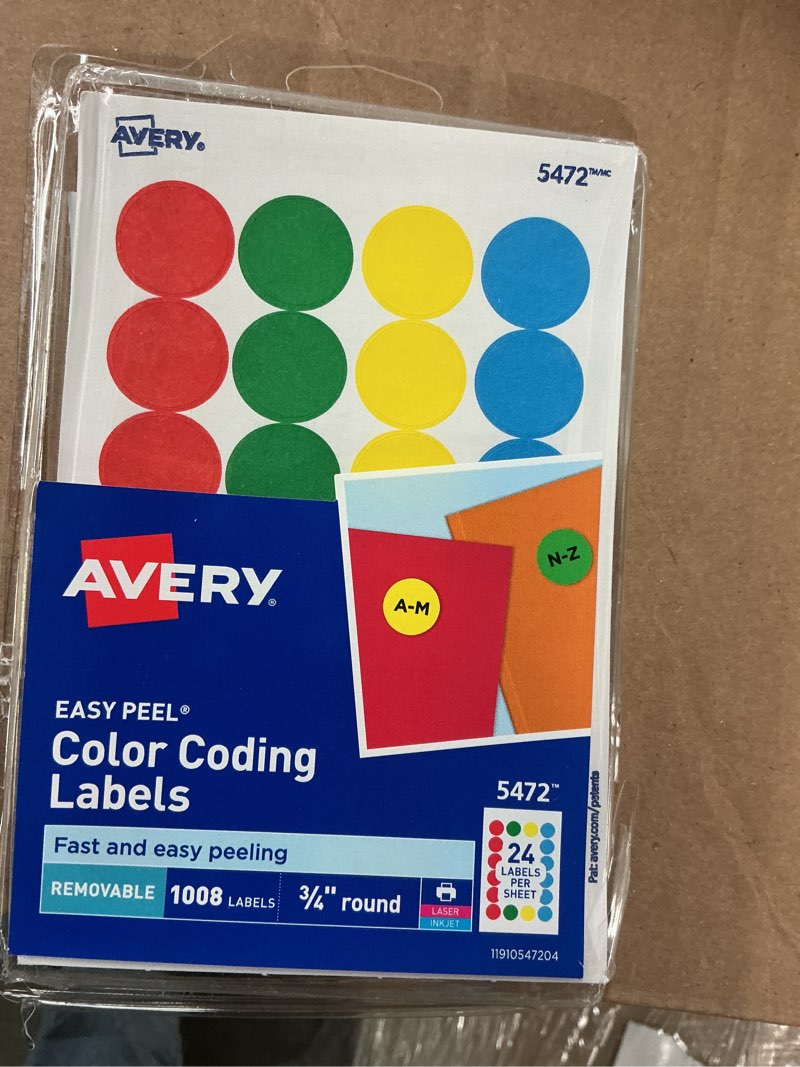 AVERY®
5472™/MC
N-Z
A-M
AVERY®
EASY PEEL®
Color Coding
Labels
5472™
24
LABELS
PER
SHEET
Fast and easy peeling
REMOVABLE
1008 LABELS
3/4" round
LASER
INKJET
11910547204
Pat: avery.com/patents